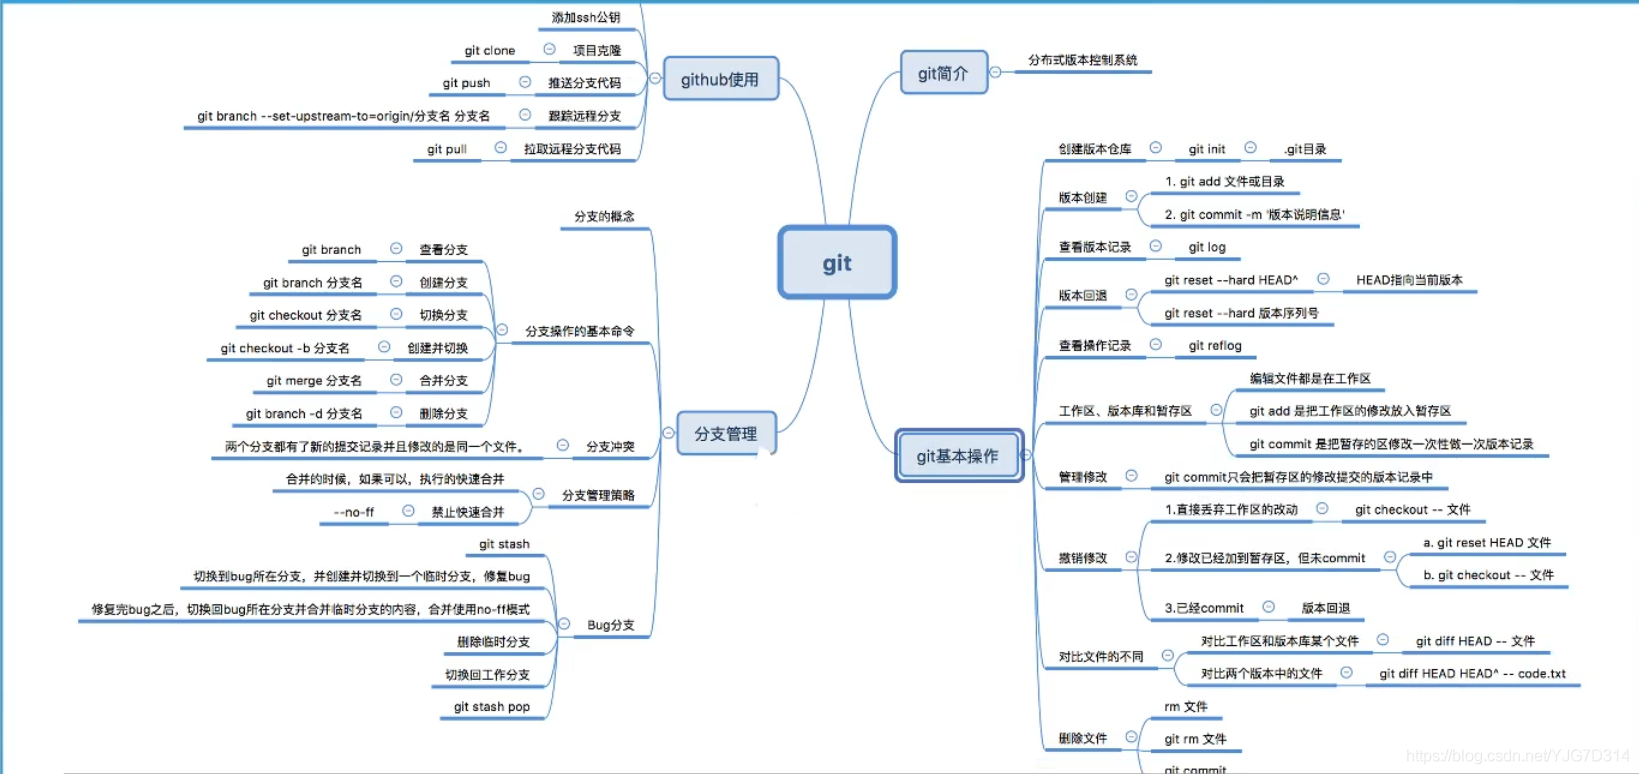 git
git简介
分布式版本控制系统
git基本操作
创建版本仓库
git init
.git目录
版本创建
1. git add 文件或目录
2. git commit -m '版本说明信息'
查看版本记录
git log
版本回退
git reset --hard HEAD^
HEAD指向当前版本
git reset --hard 版本序列号
查看操作记录
git reflog
工作区、版本库和暂存区
编辑文件都是在工作区
git add 是把工作区的修改放入暂存区
git commit 是把暂存的区修改一次性做一次版本记录
管理修改
git commit只会把暂存区的修改提交的版本记录中
撤销修改
1.直接丢弃工作区的改动
git checkout -- 文件
2.修改已经加到暂存区，但未commit
a. git reset HEAD 文件
b. git checkout -- 文件
3.已经commit
版本回退
对比文件的不同
对比工作区和版本库某个文件
git diff HEAD -- 文件
对比两个版本中的文件
git diff HEAD HEAD^ -- code.txt
删除文件
rm 文件
git rm 文件
git commit
github使用
添加ssh公钥
项目克隆
git clone
推送分支代码
git push
跟踪远程分支
git branch --set-upstream-to=origin/分支名 分支名
拉取远程分支代码
git pull
分支管理
分支的概念
分支操作的基本命令
查看分支
git branch
创建分支
git branch 分支名
切换分支
git checkout 分支名
创建并切换
git checkout -b 分支名
合并分支
git merge 分支名
删除分支
git branch -d 分支名
分支冲突
两个分支都有了新的提交记录并且修改的是同一个文件。
分支管理策略
合并的时候，如果可以，执行的快速合并
禁止快速合并
--no-ff
Bug分支
git stash
切换到bug所在分支，并创建并切换到一个临时分支，修复bug
修复完bug之后，切换回bug所在分支并合并临时分支的内容，合并使用no-ff模式
删除临时分支
切换回工作分支
git stash pop
https://blog.csdn.net/YJG7D314